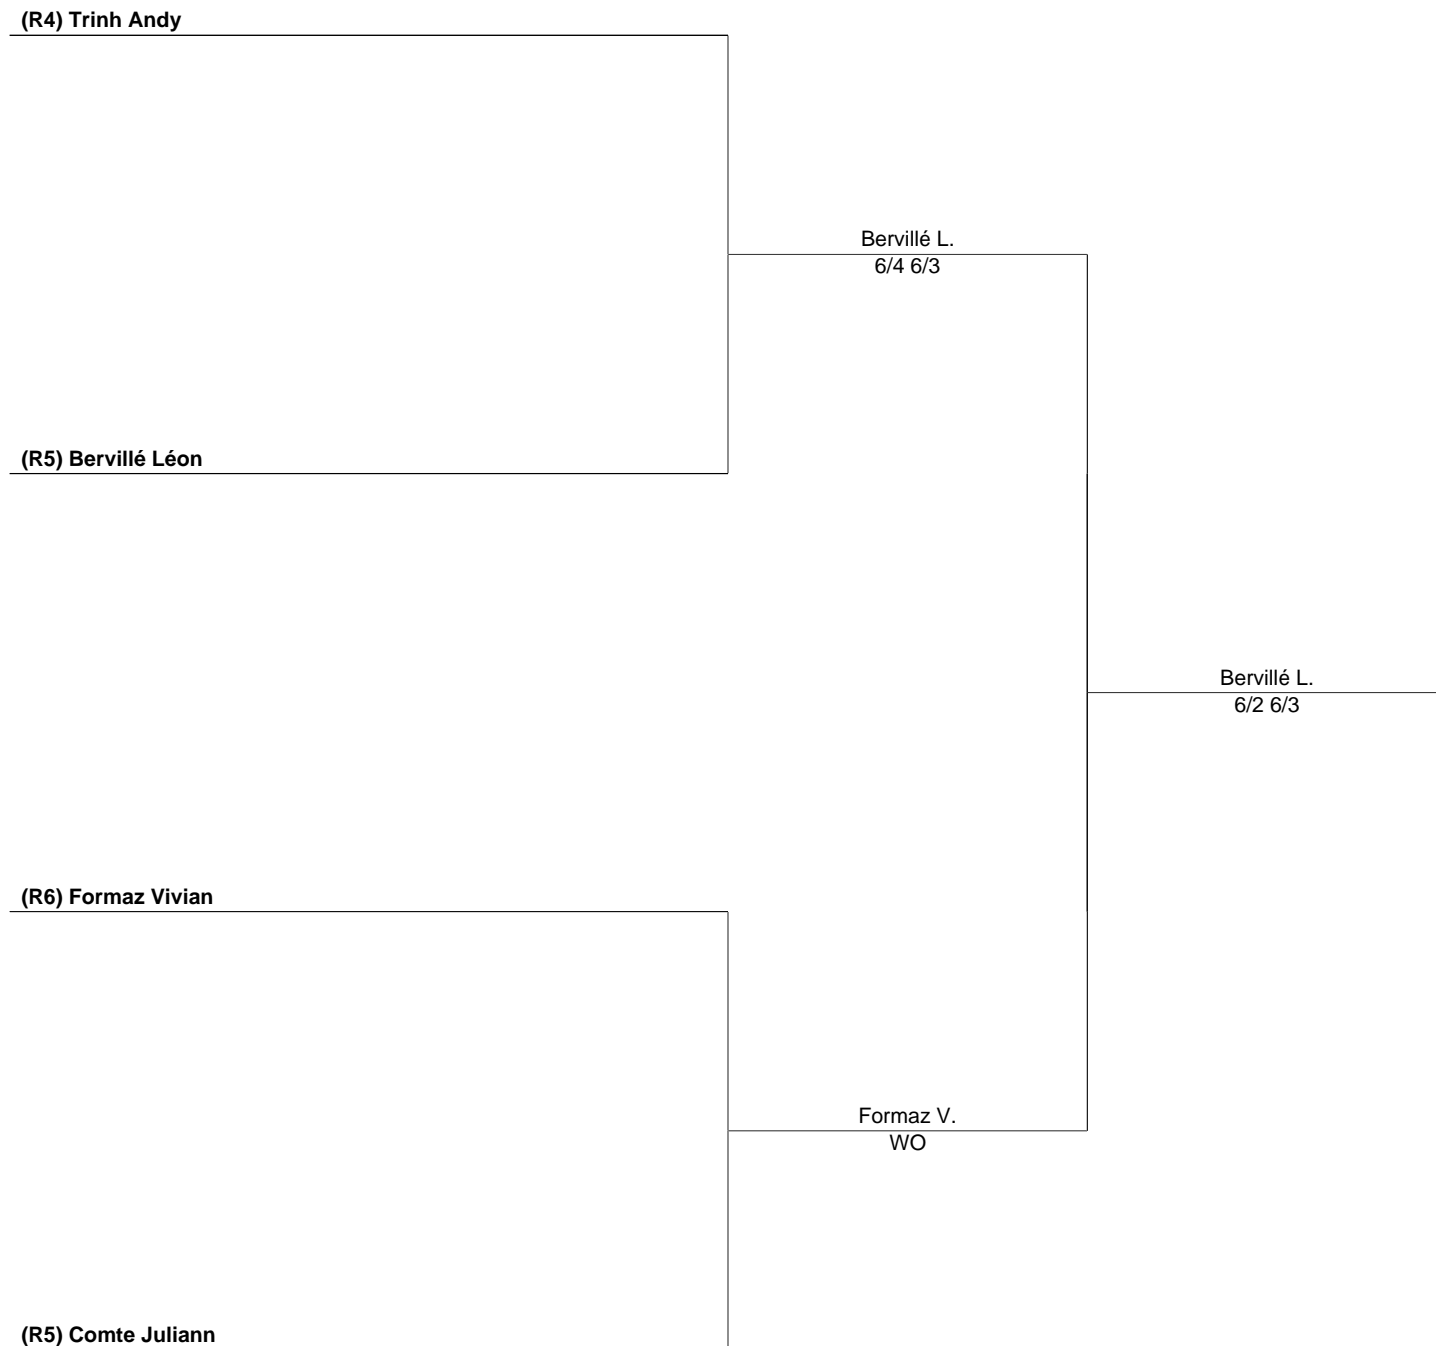 (R4) Trinh Andy
Bervillé L.
6/4 6/3
(R5) Bervillé Léon
Bervillé L.
6/2 6/3
(R6) Formaz Vivian
Formaz V.
WO
(R5) Comte Juliann